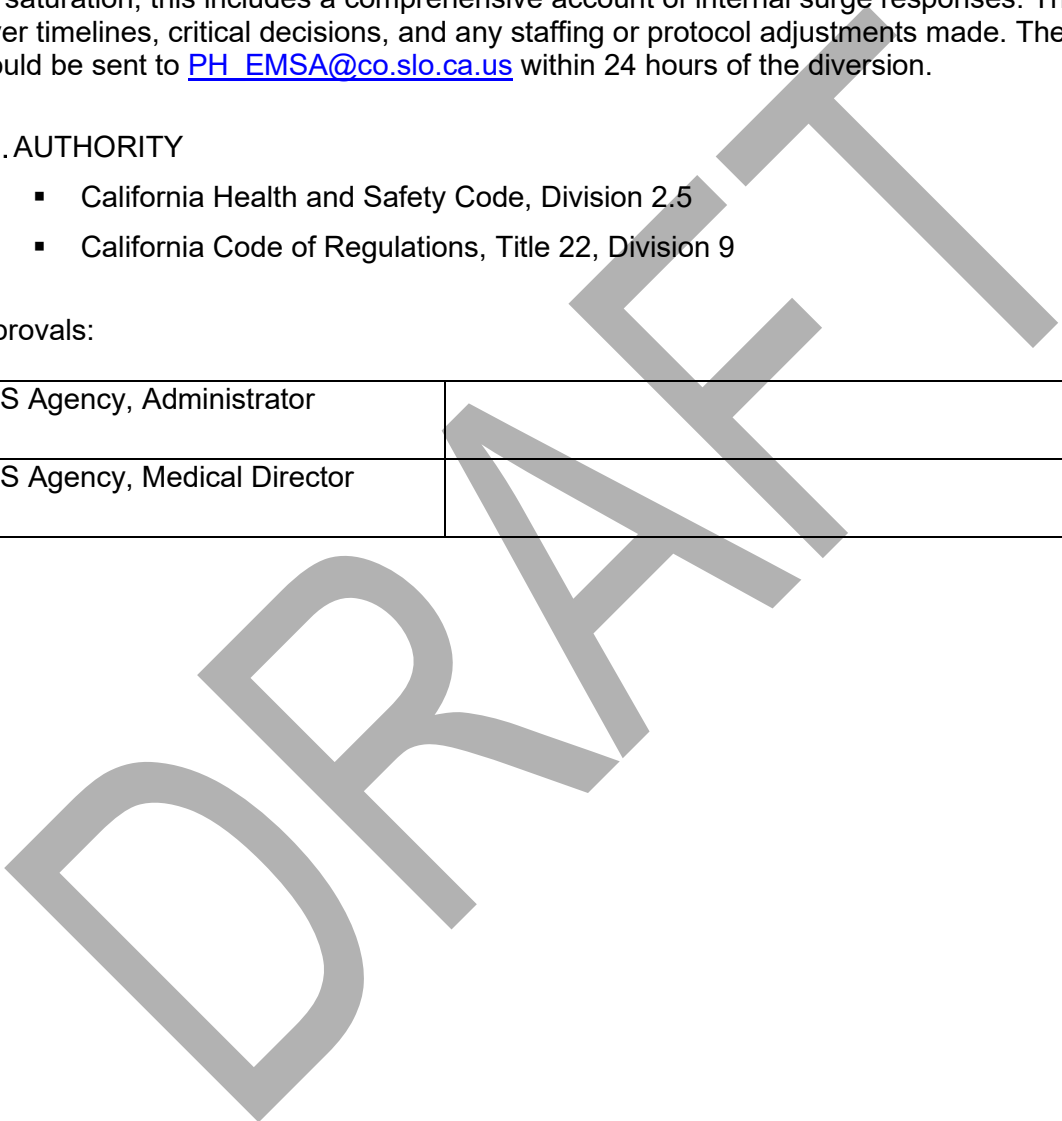 saturation, this includes a comprehensive account of internal surge responses. Th
er timelines, critical decisions, and any staffing or protocol adjustments made. The
ould be sent to PH_EMSA@co.slo.ca.us within 24 hours of the diversion.
. AUTHORITY
▪ California Health and Safety Code, Division 2.5
▪ California Code of Regulations, Title 22, Division 9
provals:
S Agency, Administrator
S Agency, Medical Director
DRAFT